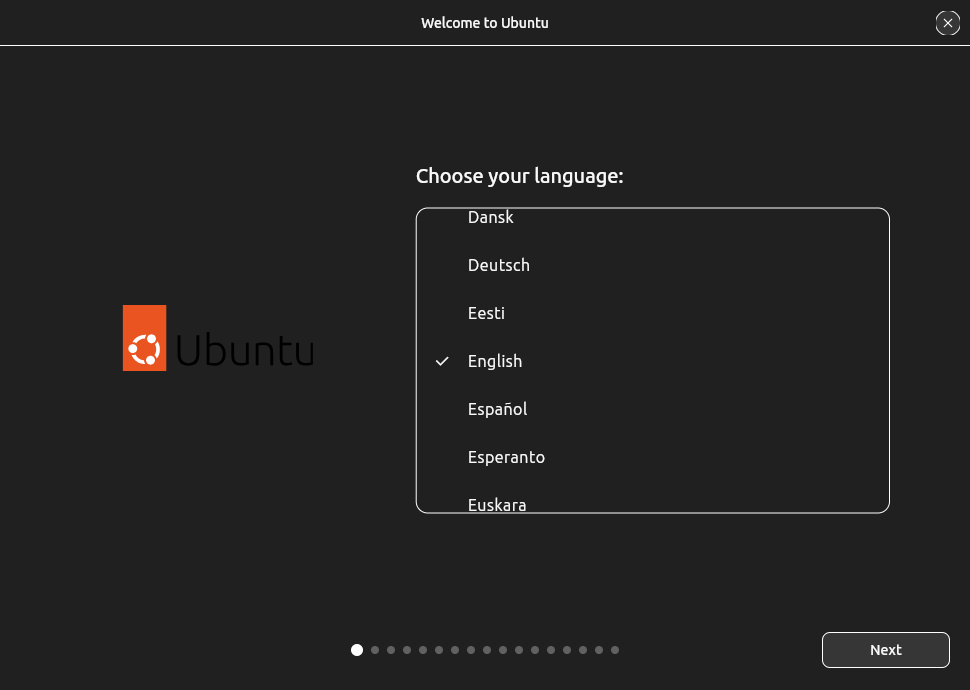 Welcome to Ubuntu
Choose your language:
Dansk
Deutsch
Eesti
English
Español
Esperanto
Euskara
Ubuntu
Next